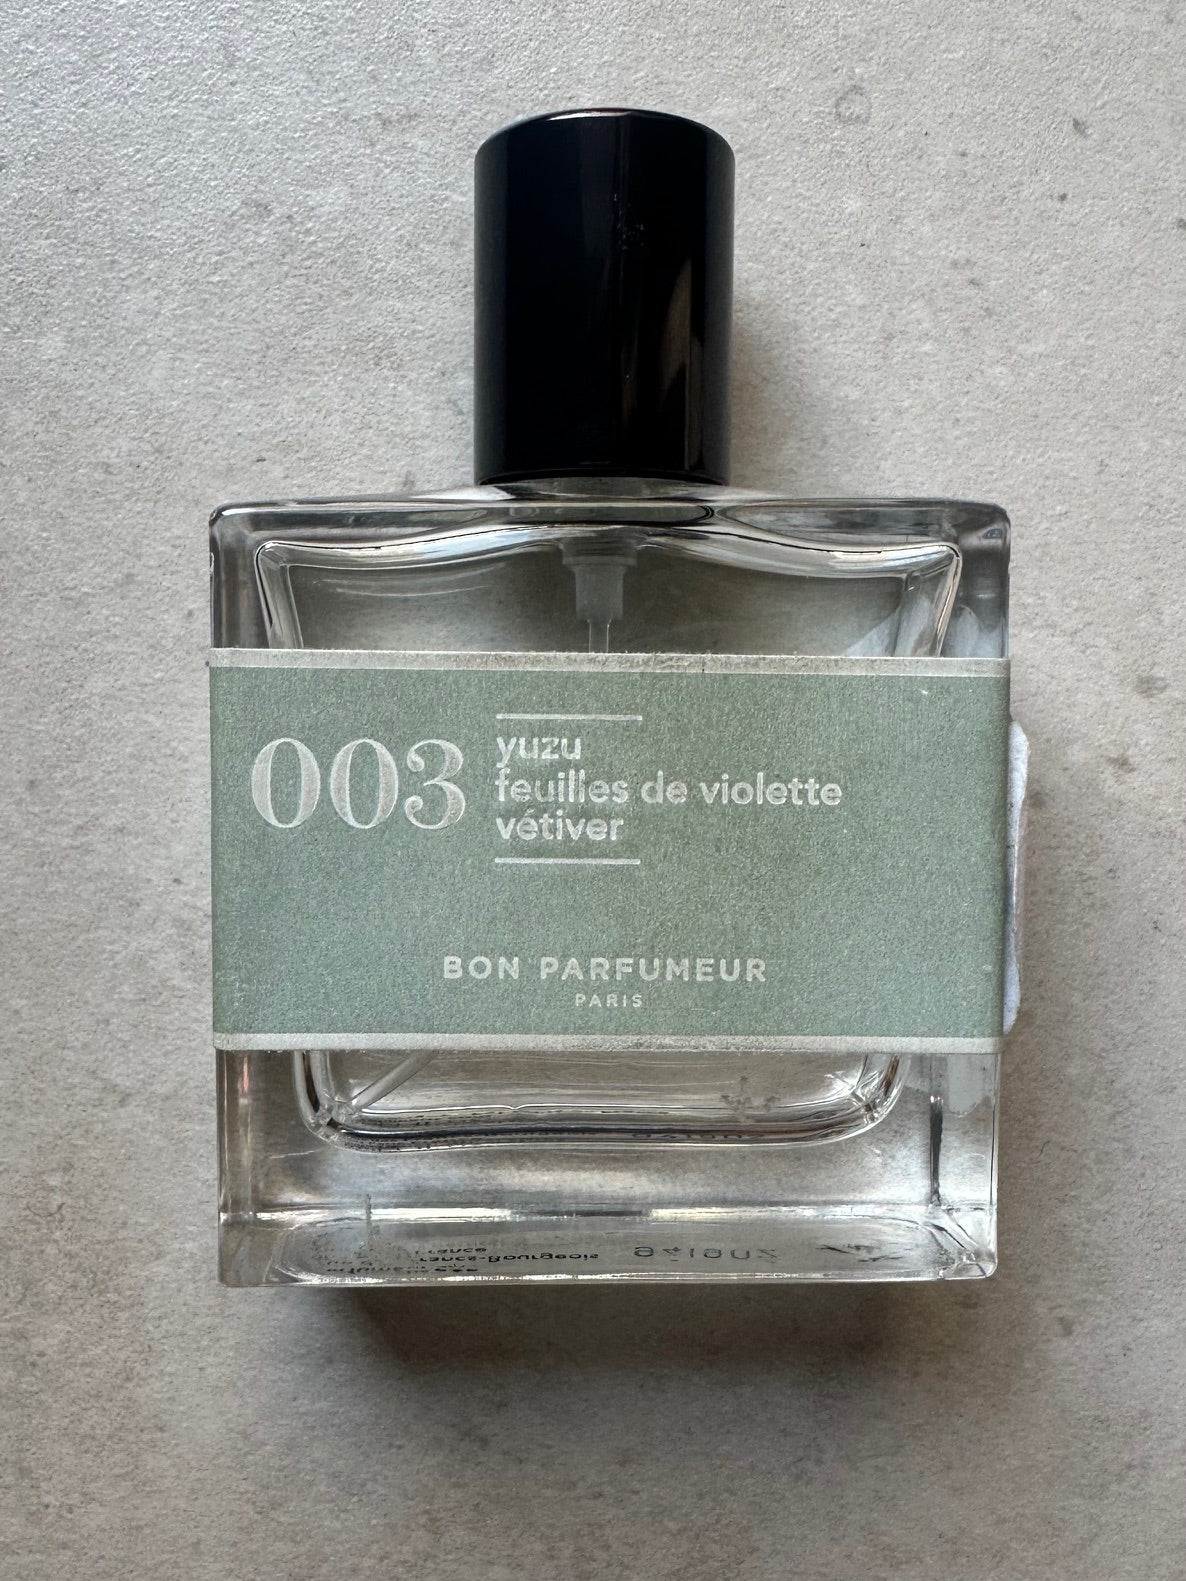 003
yuzu
feuilles de violette
vétiver
BON PARFUMEUR
PARIS